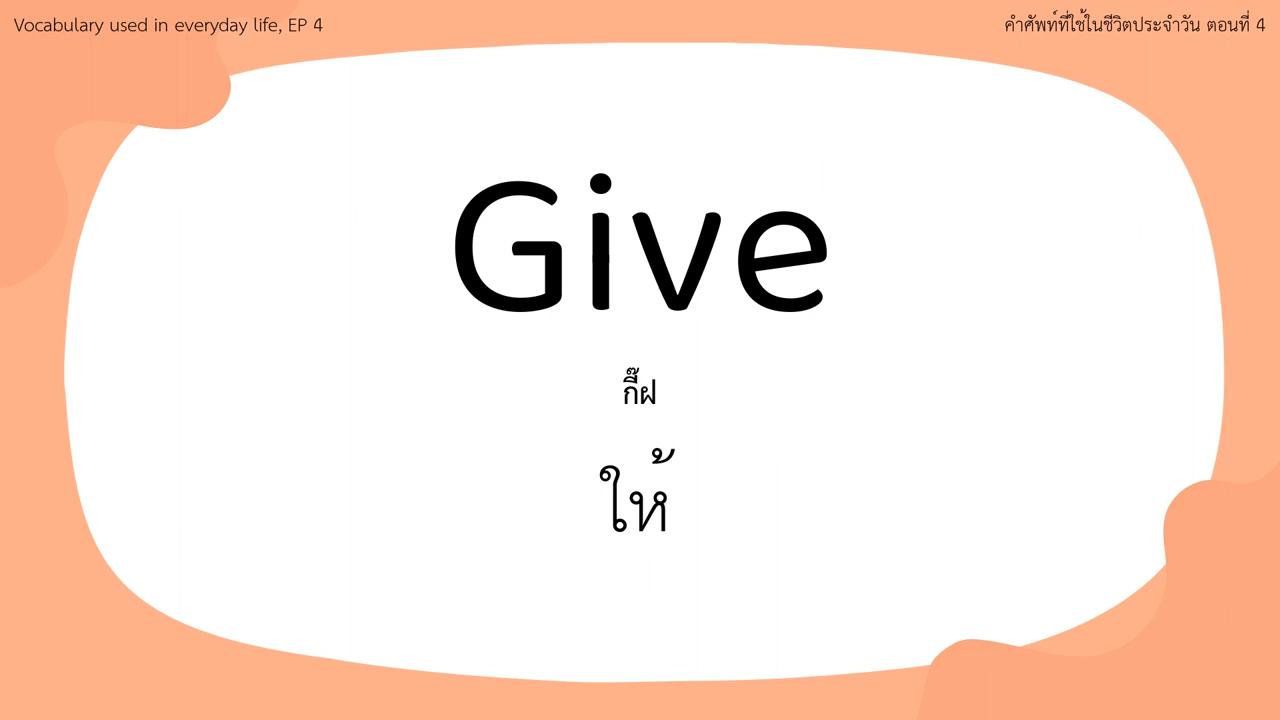 Vocabulary used in everyday life, EP 4
คำศัพท์ที่ใช้ในชีวิตประจำวัน ตอนที่ 4
Give
กี๊ฝ
ให้